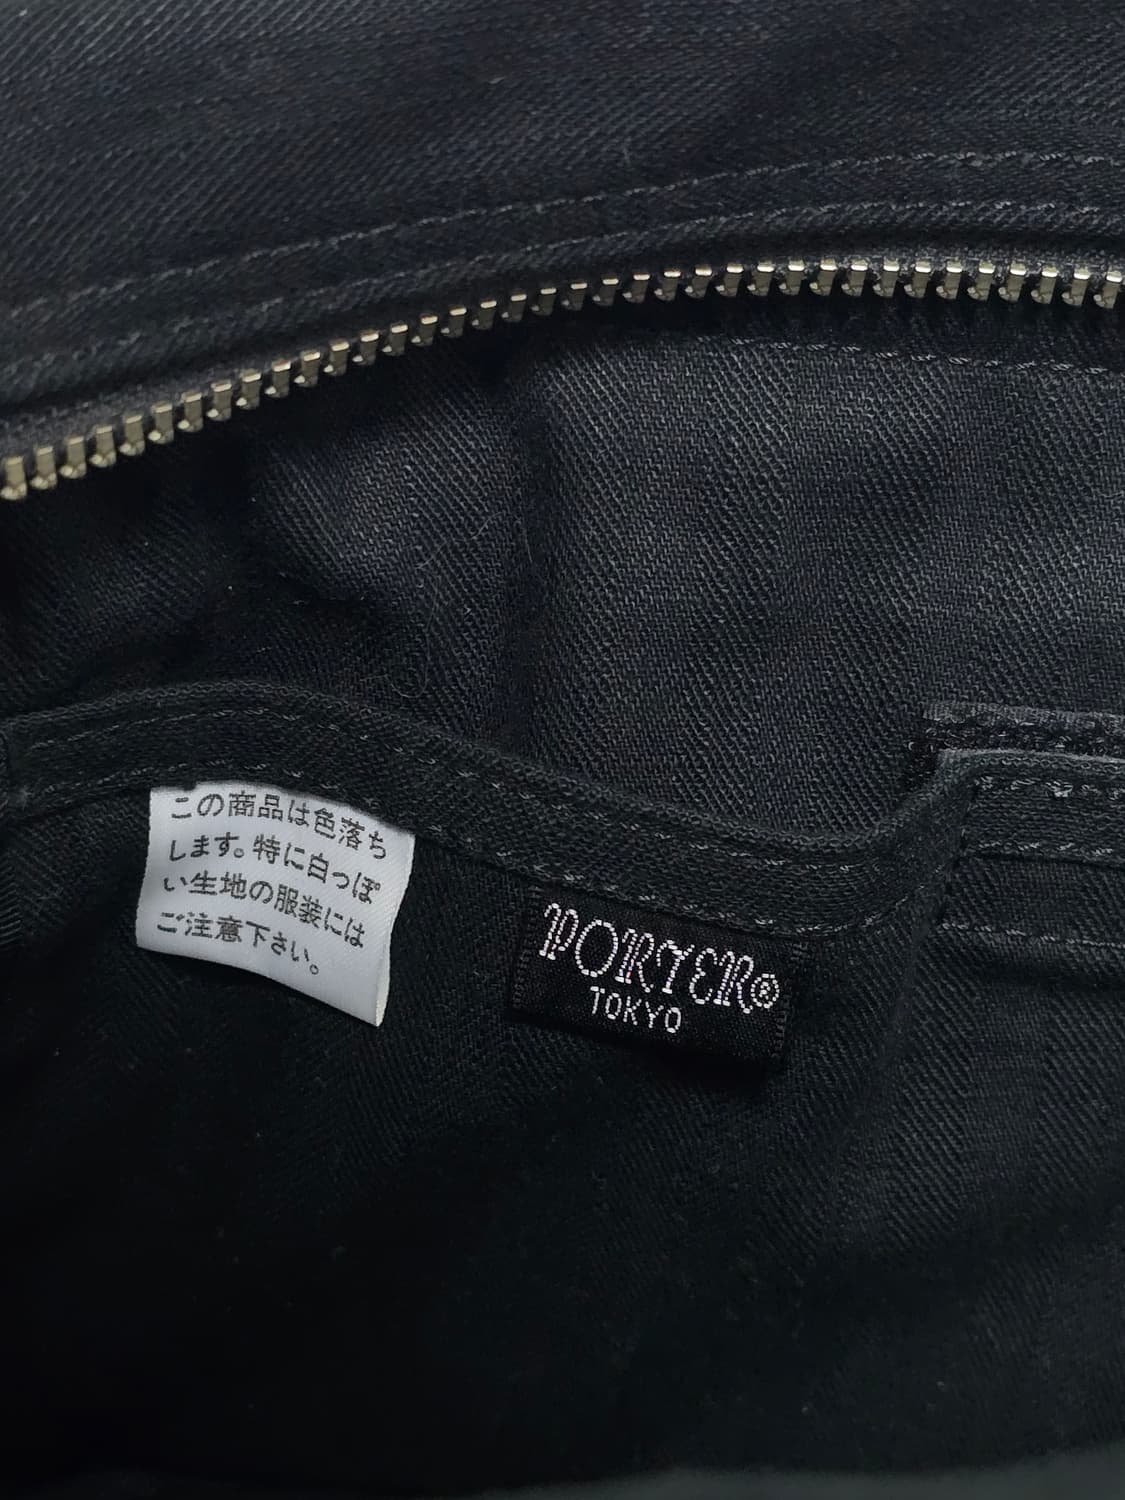 この商品は色落ち
します。特に白っぽ
い生地の服装には
ご注意下さい。
PORTER®
TOKYO